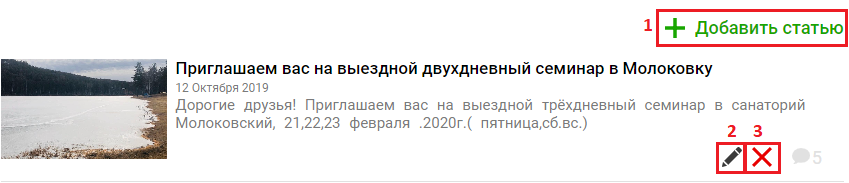 1 Добавить статью
Приглашаем вас на выездной двухдневный семинар в Молоковку
12 Октября 2019
Дорогие друзья! Приглашаем вас на выездной трёхдневный семинар в санаторий
Молоковский, 21,22,23 февраля .2020г.( пятница,сб.вс.)
2 3
5